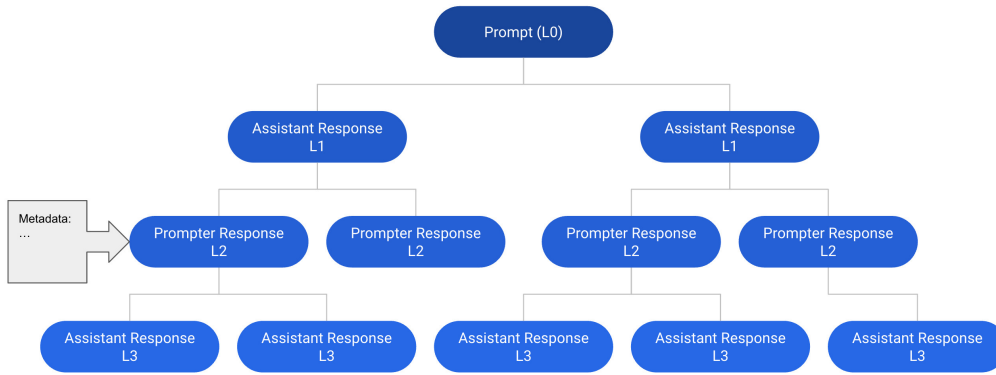 Prompt (L0)
Assistant Response
L1
Assistant Response
L1
Metadata:
...
Prompter Response
L2
Prompter Response
L2
Prompter Response
L2
Prompter Response
L2
Assistant Response
L3
Assistant Response
L3
Assistant Response
L3
Assistant Response
L3
Assistant Response
L3